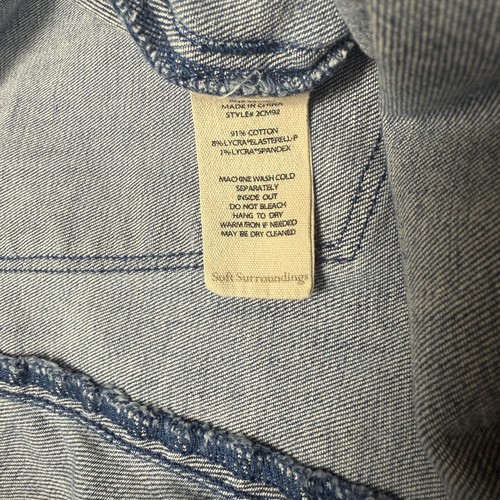 MADE IN CHINA
STYLE# 2CM92
91% COTTON
8% LYCRA*ELASTERELL/P
1% LYCRA*SPANDEX
MACHINE WASH COLD
SEPARATELY
INSIDE OUT
DO NOT BLEACH
HANG TO DRY
WARM IRON IF NEEDED
MAY BE DRY CLEANED
Soft Surroundings